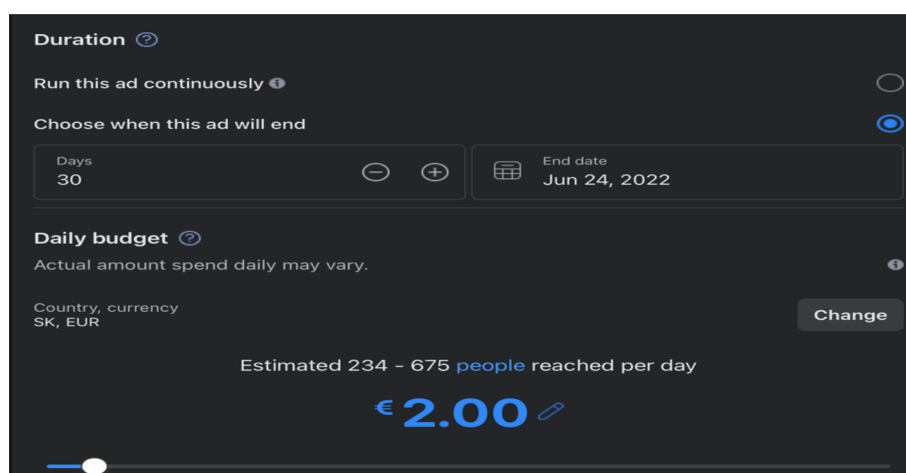 Duration
Run this ad continuously
Choose when this ad will end
Days
30
End date
Jun 24, 2022
Daily budget
Actual amount spend daily may vary.
Country, currency
SK, EUR
Change
Estimated 234 - 675 people reached per day
€2.00